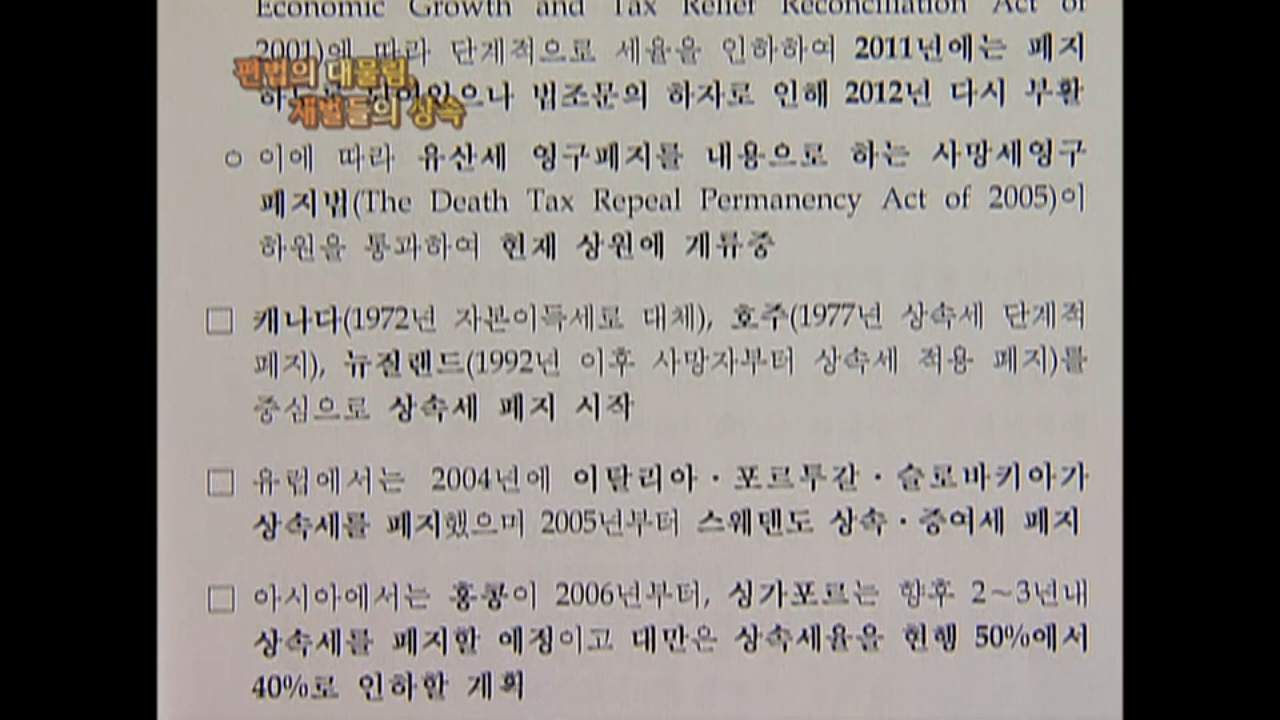 Economic Growth and Tax Relief Reconciliation Act of
2001)에 따라 단계적으로 세율을 인하하여 2011년에는 폐지
편법의 대물림,
으나 법조문의 하자로 인해 2012년 다시 부활
재벌들의 상속
○ 이에 따라 유산세 영구폐지를 내용으로 하는 사망세영구
폐지법(The Death Tax Repeal Permanency Act of 2005)이
하원을 통과하여 현재 상원에 계류중
□ 캐나다(1972년 자본이득세로 대체), 호주(1977년 상속세 단계적
폐지), 뉴질랜드(1992년 이후 사망자부터 상속세 적용 폐지)를
중심으로 상속세 폐지 시작
□ 유럽에서는 2004년에 이탈리아·포르투갈·슬로바키아가
상속세를 폐지했으며 2005년부터 스웨덴도 상속·증여세 폐지
□ 아시아에서는 홍콩이 2006년부터, 싱가포르는 향후 2~3년내
상속세를 폐지할 예정이고 대만은 상속세율을 현행 50%에서
40%로 인하할 계획